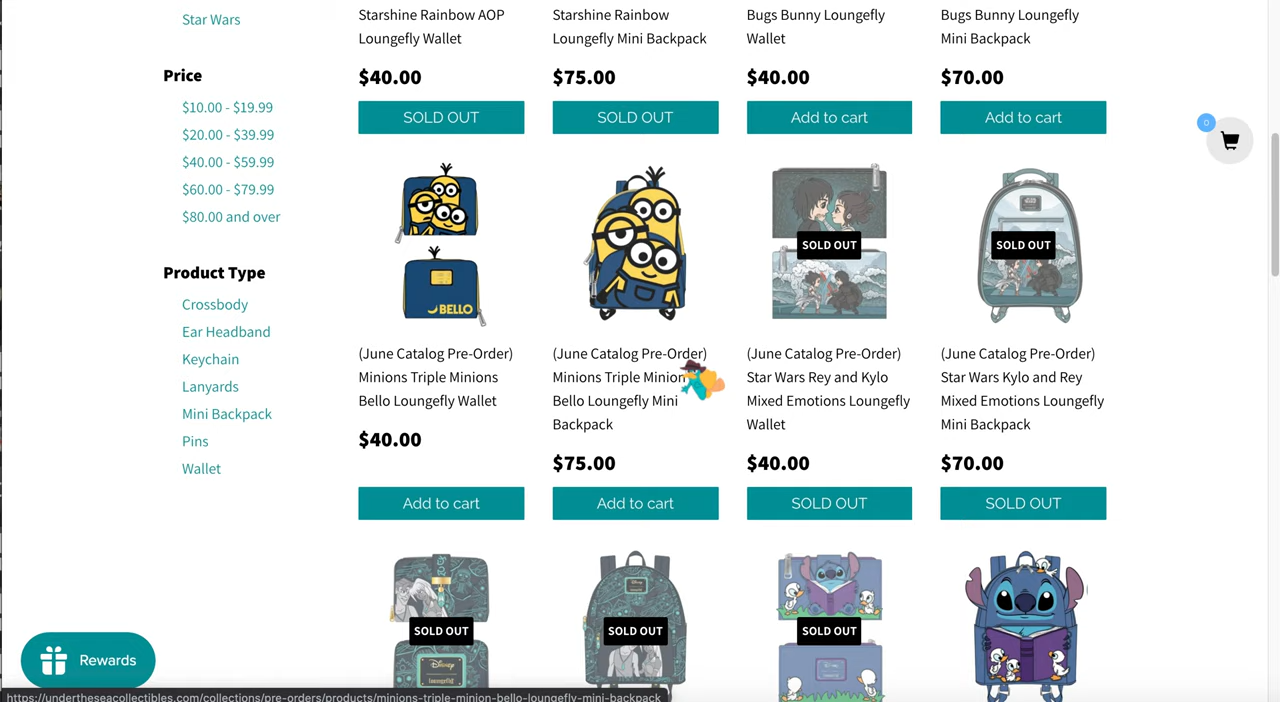 Star Wars
Price
$10.00 - $19.99
$20.00 - $39.99
$40.00 - $59.99
$60.00 - $79.99
$80.00 and over
Product Type
Crossbody
Ear Headband
Keychain
Lanyards
Mini Backpack
Pins
Wallet
Starshine Rainbow AOP
Loungefly Wallet
$40.00
SOLD OUT
Starshine Rainbow
Loungefly Mini Backpack
$75.00
SOLD OUT
Bugs Bunny Loungefly
Wallet
$40.00
Add to cart
Bugs Bunny Loungefly
Mini Backpack
$70.00
Add to cart
0
BELLO
(June Catalog Pre-Order)
Minions Triple Minions
Bello Loungefly Wallet
$40.00
Add to cart
(June Catalog Pre-Order)
Minions Triple Minion
Bello Loungefly Mini
Backpack
$75.00
Add to cart
SOLD OUT
(June Catalog Pre-Order)
Star Wars Rey and Kylo
Mixed Emotions Loungefly
Wallet
$40.00
SOLD OUT
SOLD OUT
(June Catalog Pre-Order)
Star Wars Kylo and Rey
Mixed Emotions Loungefly
Mini Backpack
$70.00
SOLD OUT
SOLD OUT
Disney
Loungefly
SOLD OUT
SOLD OUT
Rewards
https://undertheseacollectibles.com/collections/pre-orders/products/minions-triple-minion-bello-loungefly-mini-backpack